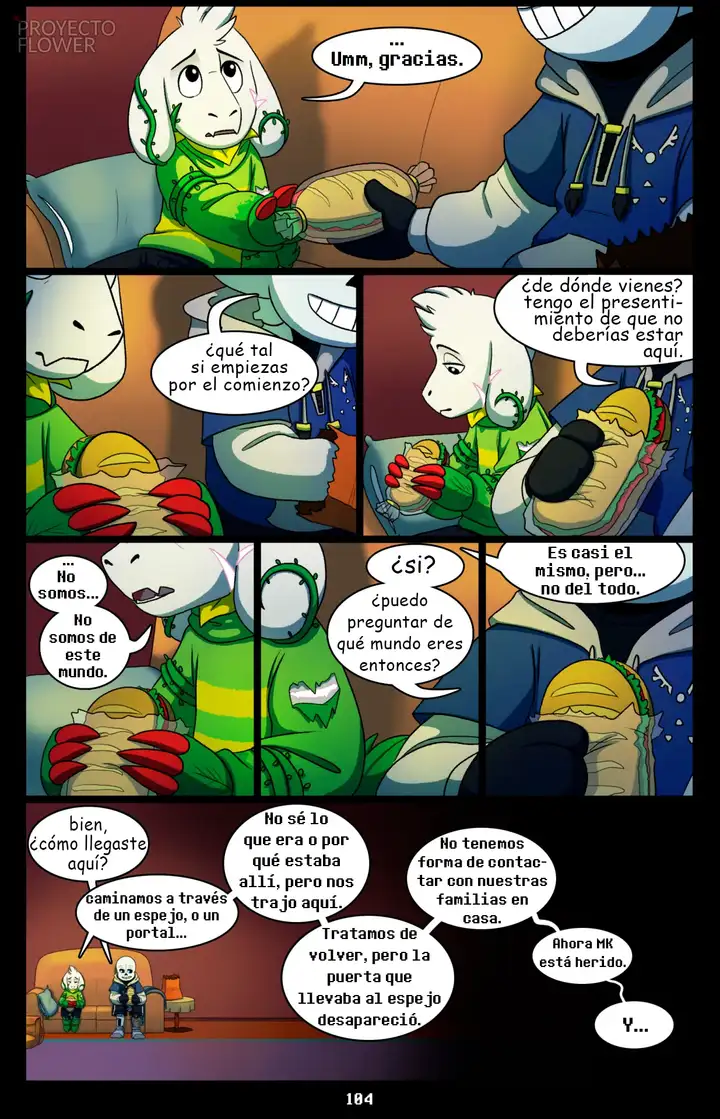 PROYECTO
FLOWER
...
Umm, gracias.
¿qué tal
si empiezas
por el comienzo?
¿de dónde vienes?
tengo el presenti-
miento de que no
deberías estar
aquí.
...
No
somos...
No
somos de
este
mundo.
¿si?
¿puedo
preguntar de
qué mundo eres
entonces?
Es casi el
mismo, pero...
no del todo.
bien,
¿cómo llegaste
aquí?
caminamos a través
de un espejo, o un
portal...
No sé lo
que era o por
qué estaba
allí, pero nos
trajo aquí.
Tratamos de
volver, pero la
puerta que
llevaba al espejo
desapareció.
No tenemos
forma de contac-
tar con nuestras
familias en
casa.
Ahora MK
está herido.
Y...
104